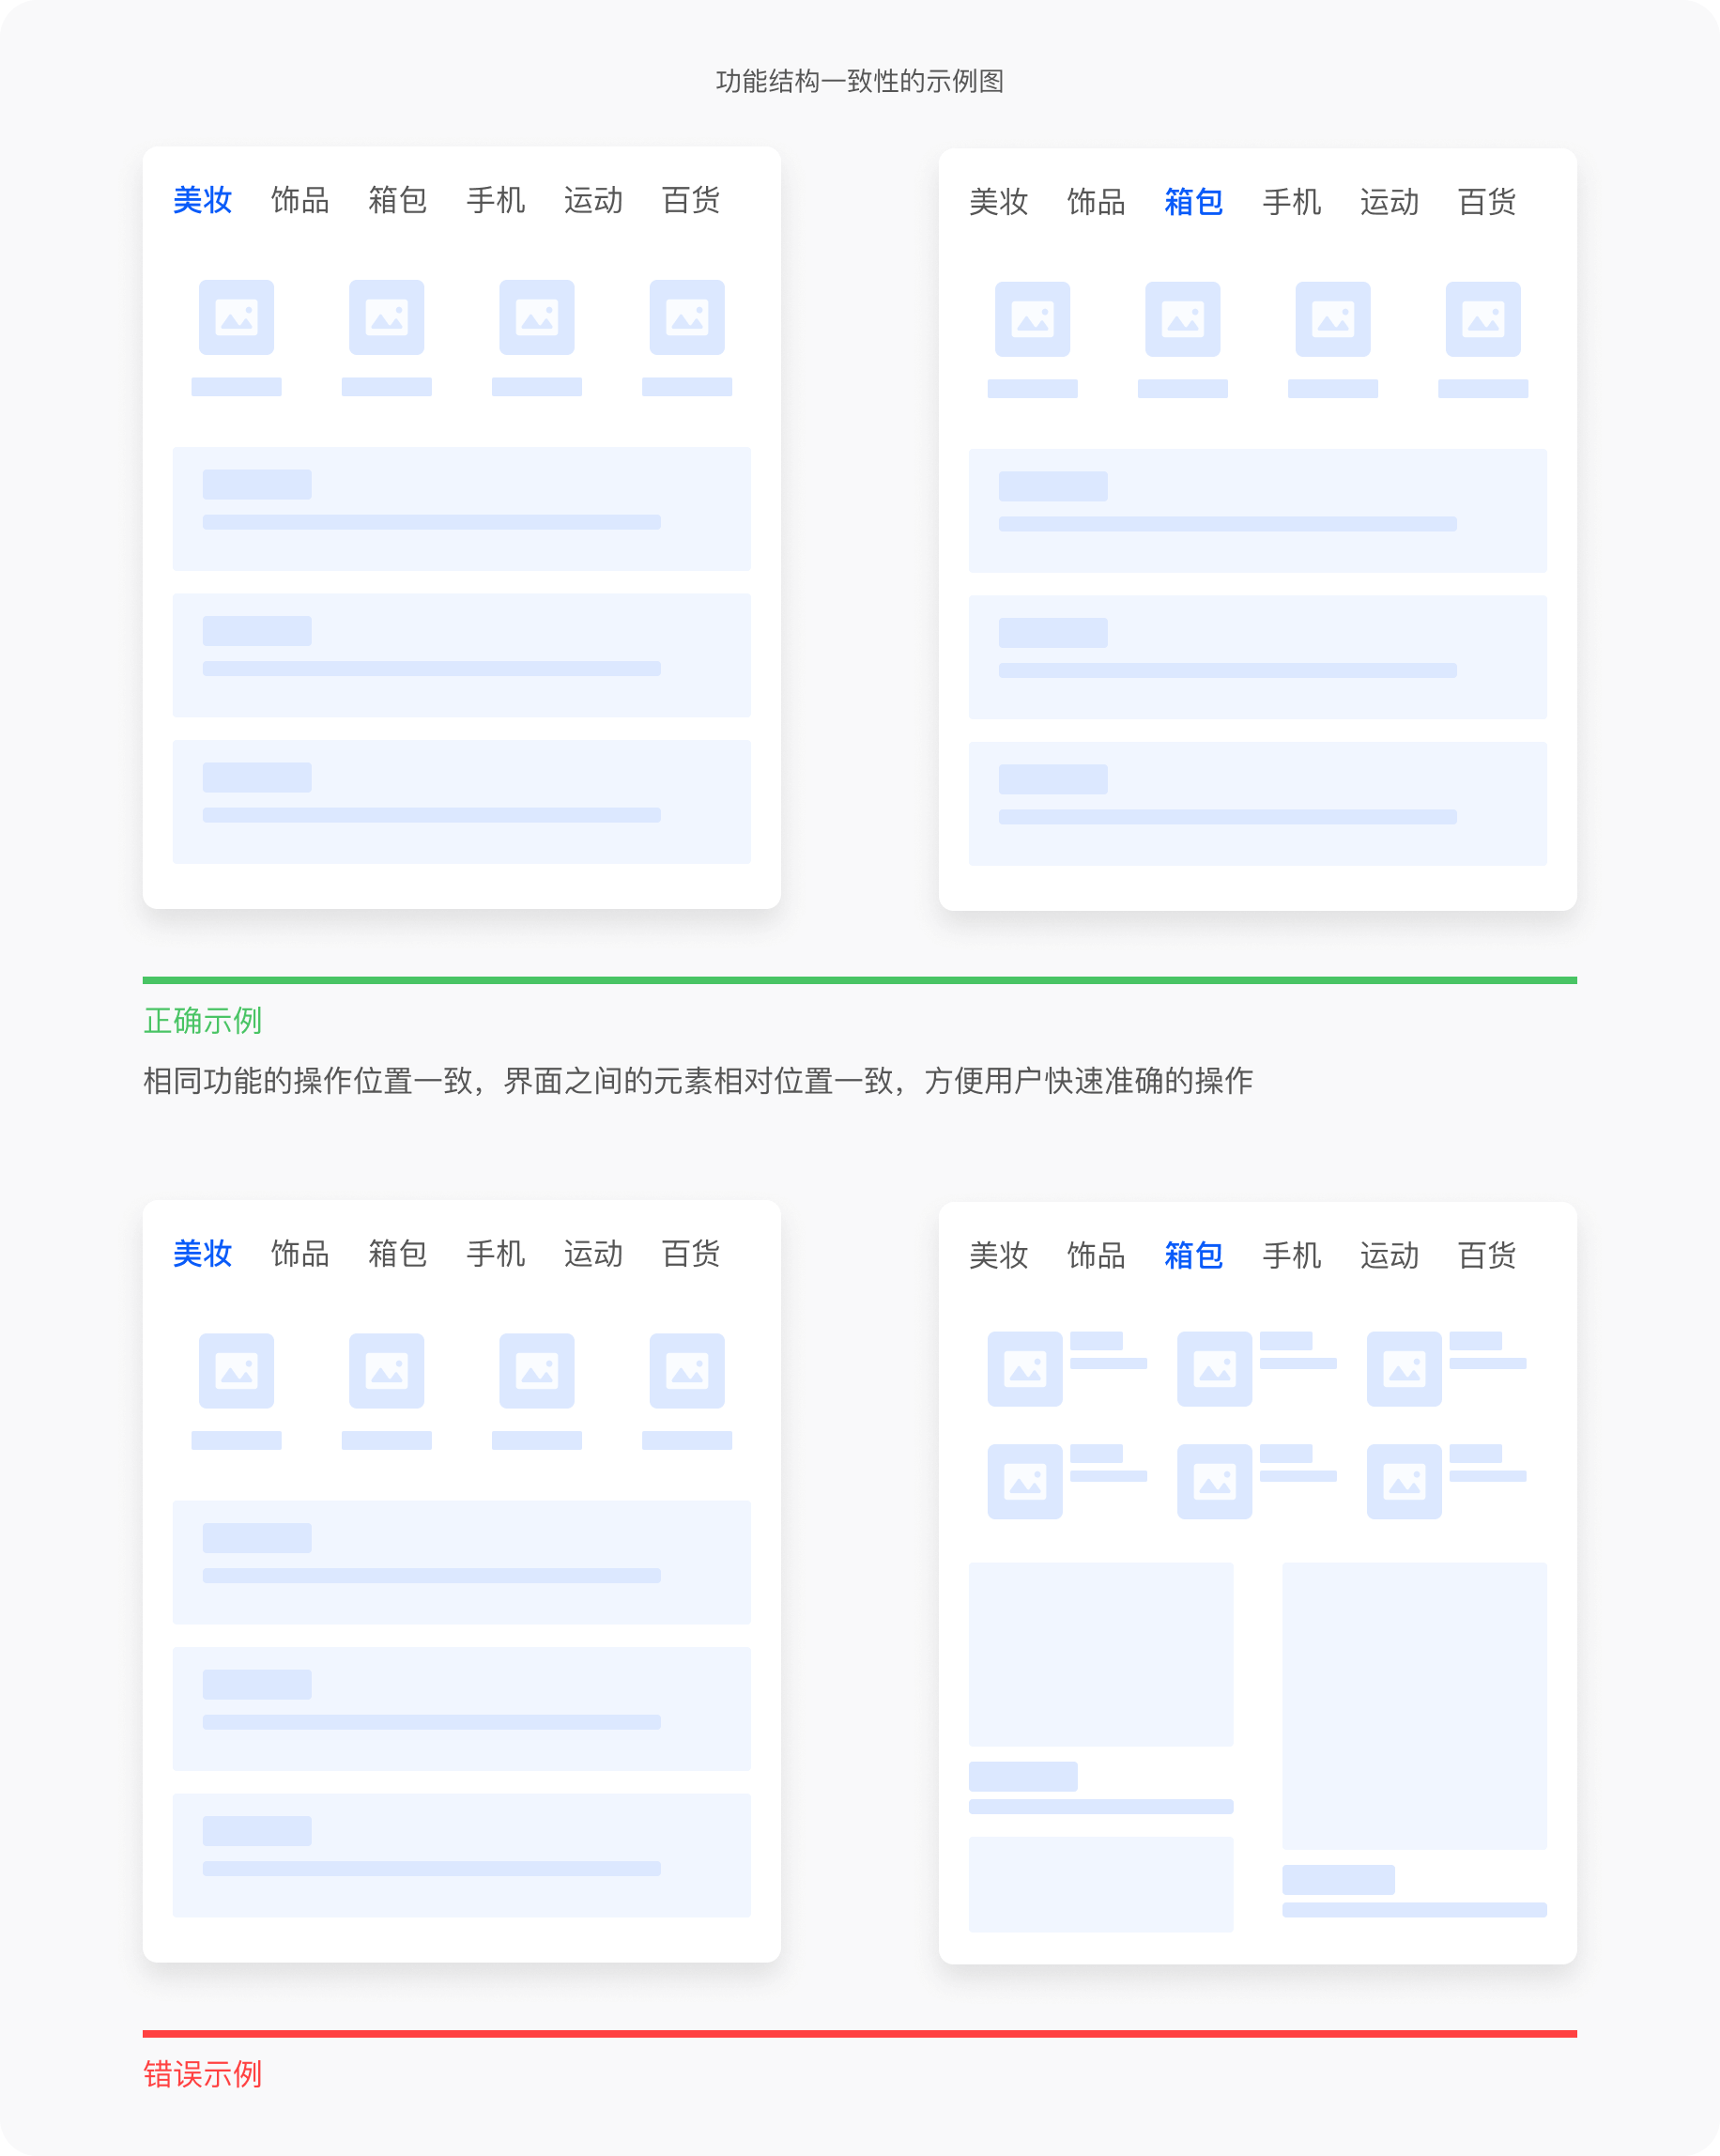 功能结构一致性的示例图
美妆 饰品 箱包 手机 运动 百货
美妆 饰品 箱包 手机 运动 百货
正确示例
相同功能的操作位置一致，界面之间的元素相对位置一致，方便用户快速准确的操作
美妆 饰品 箱包 手机 运动 百货
美妆 饰品 箱包 手机 运动 百货
错误示例